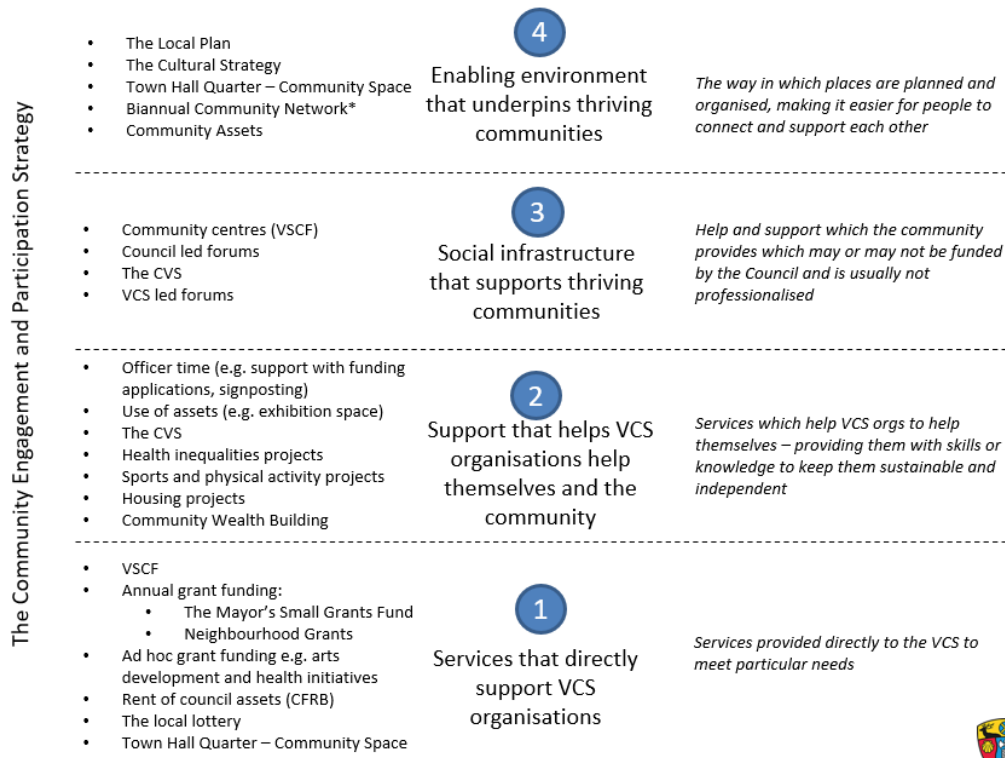 The Community Engagement and Participation Strategy
• The Local Plan
• The Cultural Strategy
• Town Hall Quarter – Community Space
• Biannual Community Network*
• Community Assets
4
Enabling environment
that underpins thriving
communities
The way in which places are planned and
organised, making it easier for people to
connect and support each other
• Community centres (VSCF)
• Council led forums
• The CVS
• VCS led forums
3
Social infrastructure
that supports thriving
communities
Help and support which the community
provides which may or may not be funded
by the Council and is usually not
professionalised
• Officer time (e.g. support with funding
applications, signposting)
• Use of assets (e.g. exhibition space)
• The CVS
• Health inequalities projects
• Sports and physical activity projects
• Housing projects
• Community Wealth Building
2
Support that helps VCS
organisations help
themselves and the
community
Services which help VCS orgs to help
themselves – providing them with skills or
knowledge to keep them sustainable and
independent
• VSCF
• Annual grant funding:
• The Mayor’s Small Grants Fund
• Neighbourhood Grants
• Ad hoc grant funding e.g. arts
development and health initiatives
• Rent of council assets (CFRB)
• The local lottery
• Town Hall Quarter – Community Space
1
Services that directly
support VCS
organisations
Services provided directly to the VCS to
meet particular needs